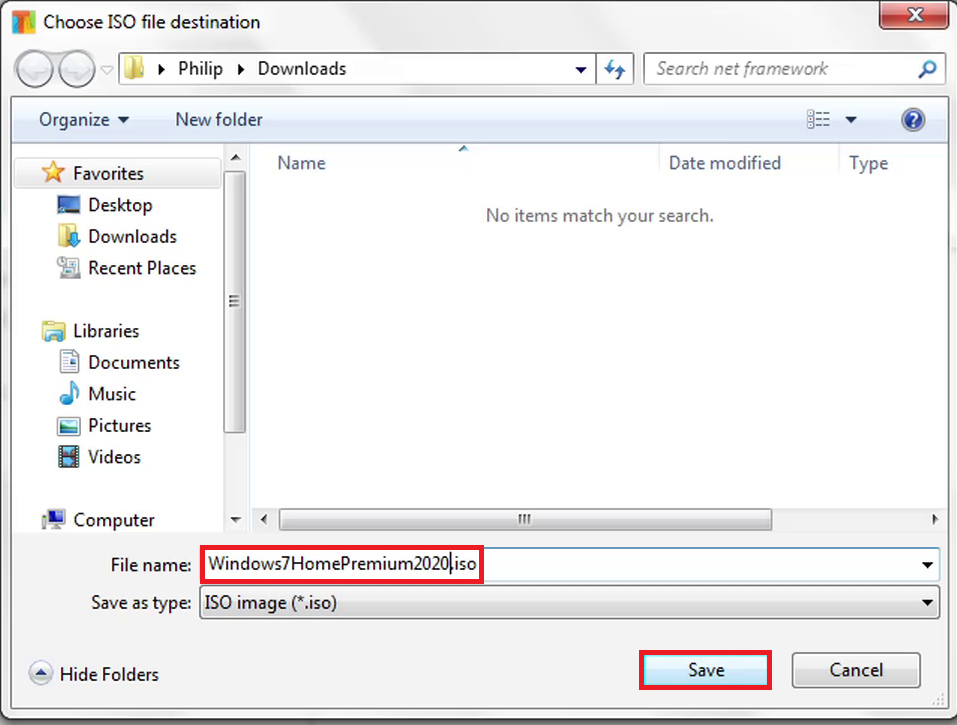 Choose ISO file destination
Philip Downloads
Search net framework
Organize New folder
Name Date modified Type
No items match your search.
Favorites
Desktop
Downloads
Recent Places
Libraries
Documents
Music
Pictures
Videos
Computer
File name: Windows7HomePremium2020.iso
Save as type: ISO image (*.iso)
Hide Folders Save Cancel